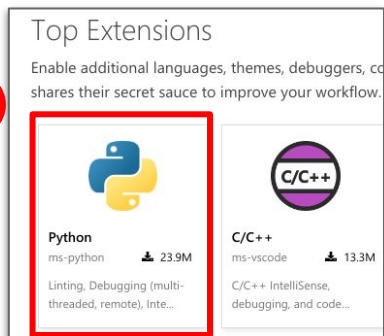 Top Extensions
Enable additional languages, themes, debuggers, co
shares their secret sauce to improve your workflow.
C/C++
Python
ms-python 23.9M
Linting, Debugging (multi-
threaded, remote), Inte...
C/C++
ms-vscode 13.3M
C/C++ IntelliSense,
debugging, and code...